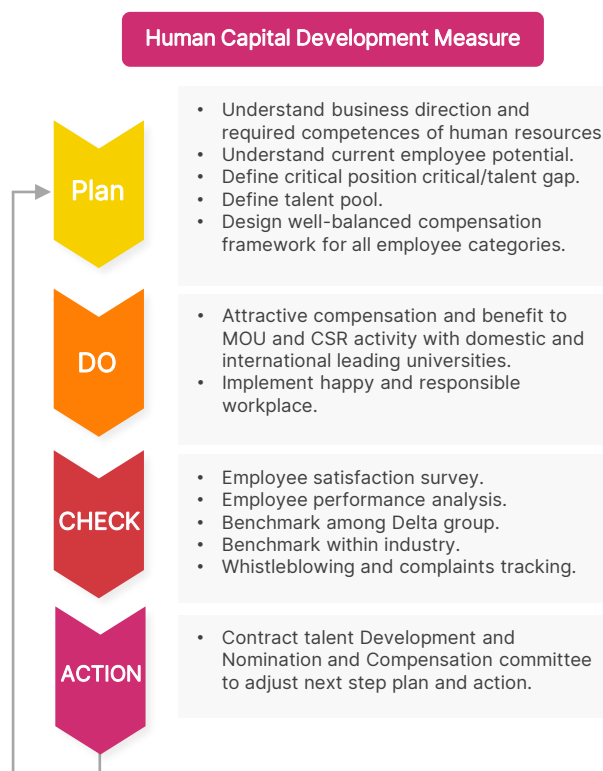 Human Capital Development Measure
Plan
• Understand business direction and
required competences of human resources
• Understand current employee potential.
• Define critical position critical/talent gap.
• Define talent pool.
• Design well-balanced compensation
framework for all employee categories.
DO
• Attractive compensation and benefit to
MOU and CSR activity with domestic and
international leading universities.
• Implement happy and responsible
workplace.
CHECK
• Employee satisfaction survey.
• Employee performance analysis.
• Benchmark among Delta group.
• Benchmark within industry.
• Whistleblowing and complaints tracking.
ACTION
• Contract talent Development and
Nomination and Compensation committee
to adjust next step plan and action.